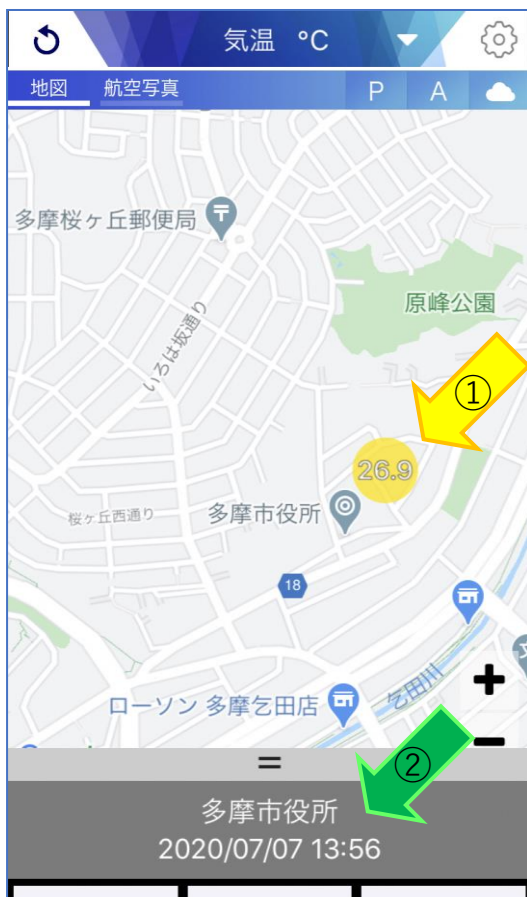 気温 °C
地図 航空写真 P A
多摩桜ヶ丘郵便局
原峰公園
いろは坂通り
①
26.9
多摩市役所
桜ヶ丘西通り
18
ローソン 多摩乞田店
乞田川
+
−
②
=
多摩市役所
2020/07/07 13:56